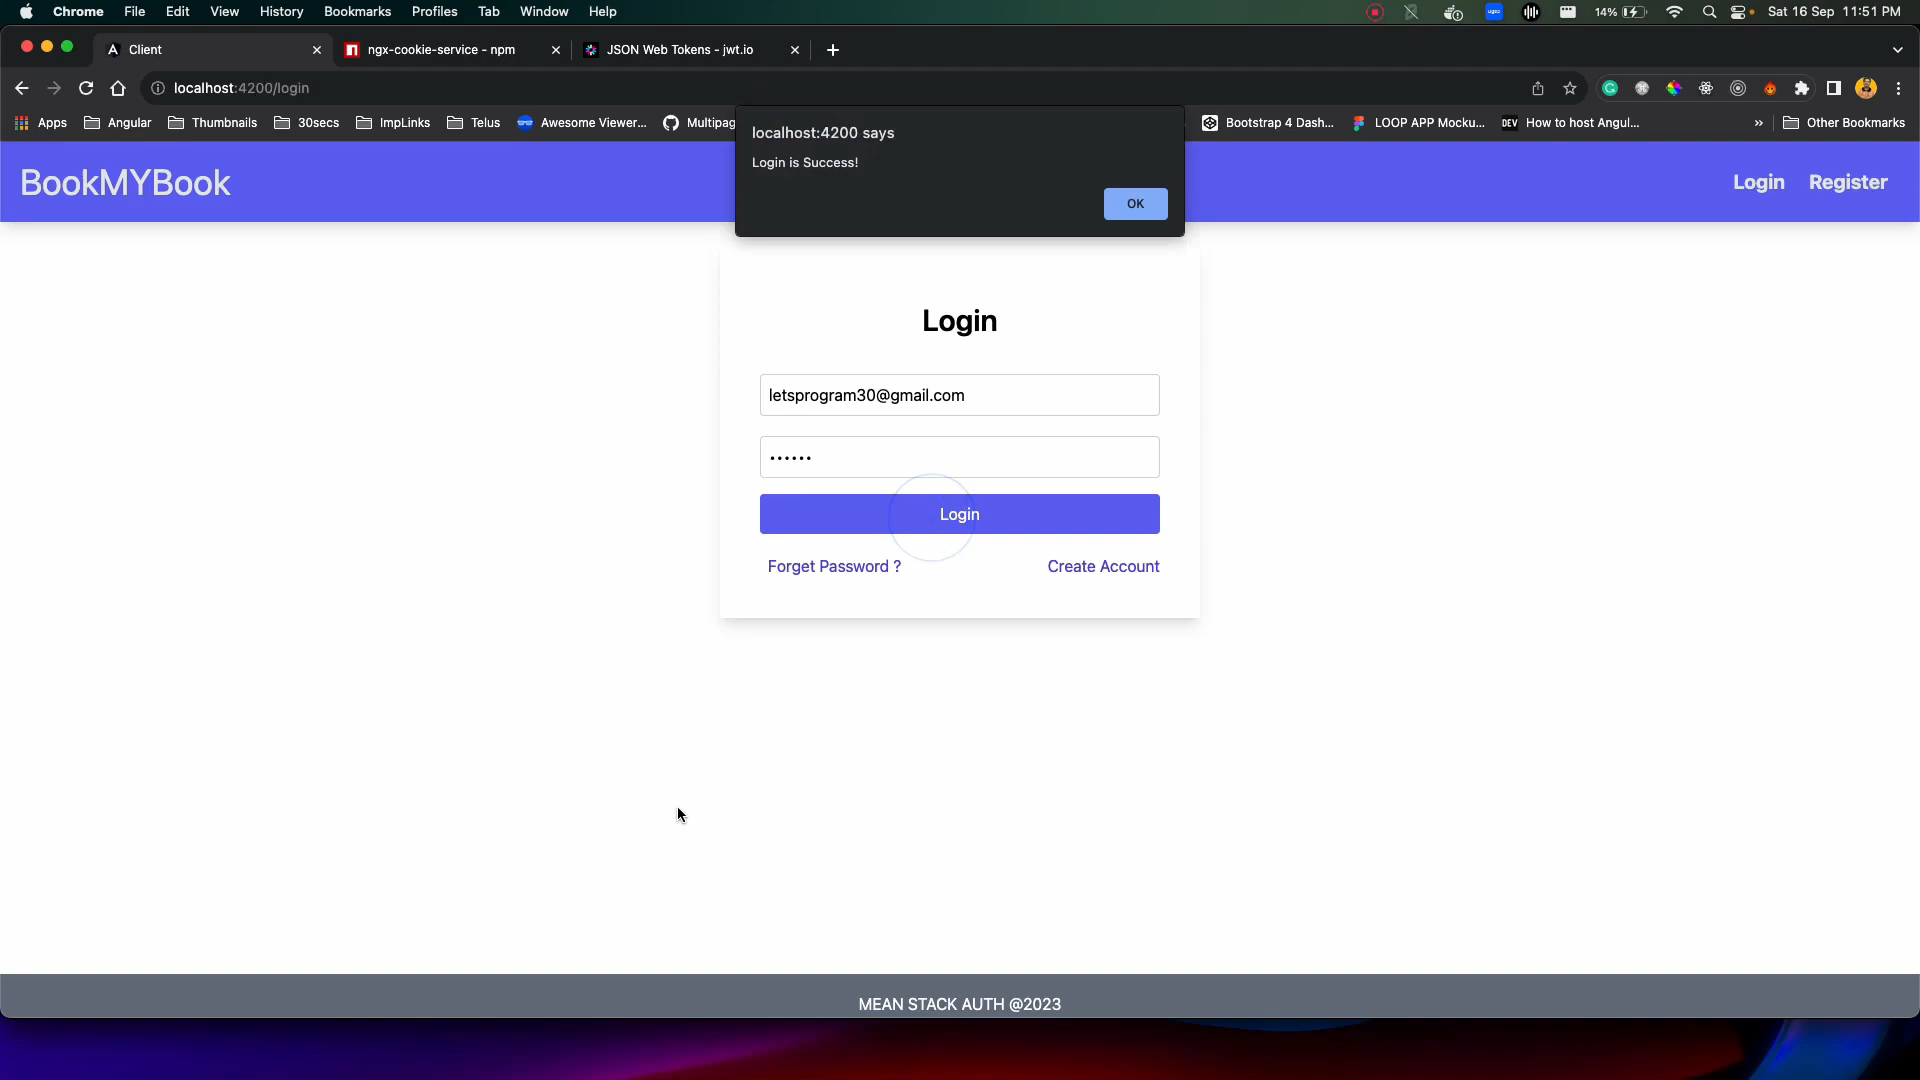 Chrome File Edit View History Bookmarks Profiles Tab Window Help 14% Sat 16 Sep 11:51 PM
Client ngx-cookie-service - npm JSON Web Tokens - jwt.io
localhost:4200/login
Apps Angular Thumbnails 30secs ImpLinks Telus Awesome Viewer... Multipag Bootstrap 4 Dash... LOOP APP Mocku... DEV How to host Angul... » Other Bookmarks
localhost:4200 says
Login is Success!
OK
BookMYBook Login Register
Login
letsprogram30@gmail.com
••••••
Login
Forget Password ? Create Account
MEAN STACK AUTH @2023